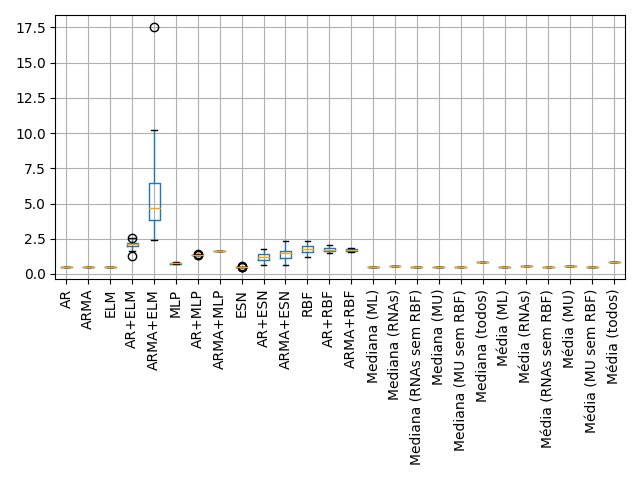 17.5
15.0
12.5
10.0
7.5
5.0
2.5
0.0
AR
ARMA
ELM
AR+ELM
ARMA+ELM
MLP
AR+MLP
ARMA+MLP
ESN
AR+ESN
ARMA+ESN
RBF
AR+RBF
ARMA+RBF
Mediana (ML)
Mediana (RNAs)
Mediana (RNAs sem RBF)
Mediana (MU)
Mediana (MU sem RBF)
Mediana (todos)
Média (ML)
Média (RNAs)
Média (RNAs sem RBF)
Média (MU)
Média (MU sem RBF)
Média (todos)